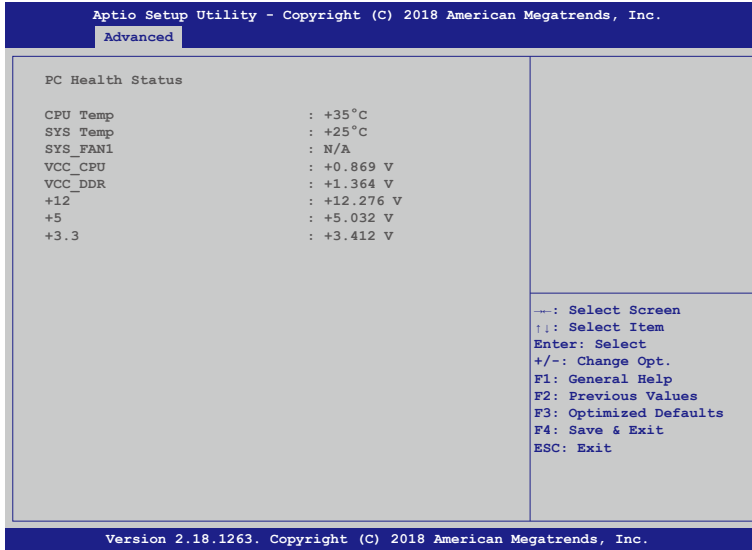 Aptio Setup Utility - Copyright (C) 2018 American Megatrends, Inc.
Advanced
PC Health Status
CPU Temp : +35°C
SYS Temp : +25°C
SYS_FAN1 : N/A
VCC_CPU : +0.869 V
VCC_DDR : +1.364 V
+12 : +12.276 V
+5 : +5.032 V
+3.3 : +3.412 V
→←: Select Screen
↑↓: Select Item
Enter: Select
+/-: Change Opt.
F1: General Help
F2: Previous Values
F3: Optimized Defaults
F4: Save & Exit
ESC: Exit
Version 2.18.1263. Copyright (C) 2018 American Megatrends, Inc.